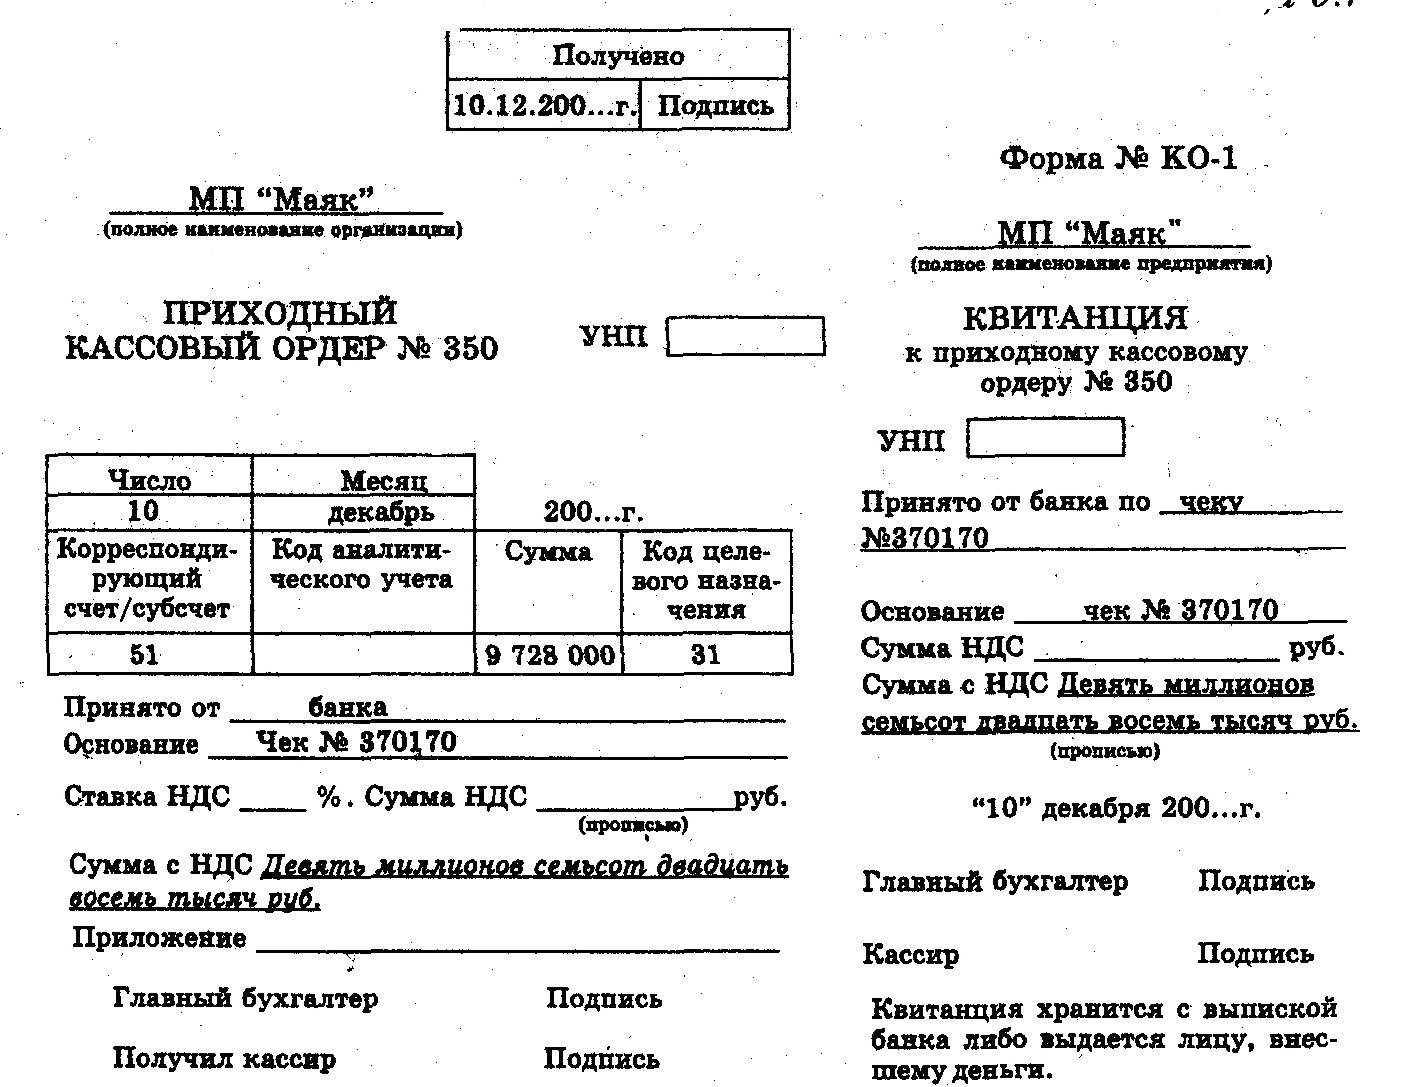 Получено
10.12.200...г. Подпись
МП “Маяк”
(полное наименование организации)
ПРИХОДНЫЙ
КАССОВЫЙ ОРДЕР № 350
УНП
Число Месяц
10 декабрь 200...г.
Корреспонди- Код аналити- Сумма Код целе-
рующий ческого учета вого назна-
счет/субсчет чения
51 9 728 000 31
Принято от банка
Основание Чек № 370170
Ставка НДС %. Сумма НДС руб.
(прописью)
Сумма с НДС Девять миллионов семьсот двадцать
восемь тысяч руб.
Приложение
Главный бухгалтер Подпись
Получил кассир Подпись
Форма № КО-1
МП “Маяк"
(полное наименование предприятия)
КВИТАНЦИЯ
к приходному кассовому
ордеру № 350
УНП
Принято от банка по чеку
№370170
Основание чек № 370170
Сумма НДС руб.
Сумма с НДС Девять миллионов
семьсот двадцать восемь тысяч руб.
(прописью)
“10” декабря 200...г.
Главный бухгалтер Подпись
Кассир Подпись
Квитанция хранится с выпиской
банка либо выдается лицу, внес-
шему деньги.